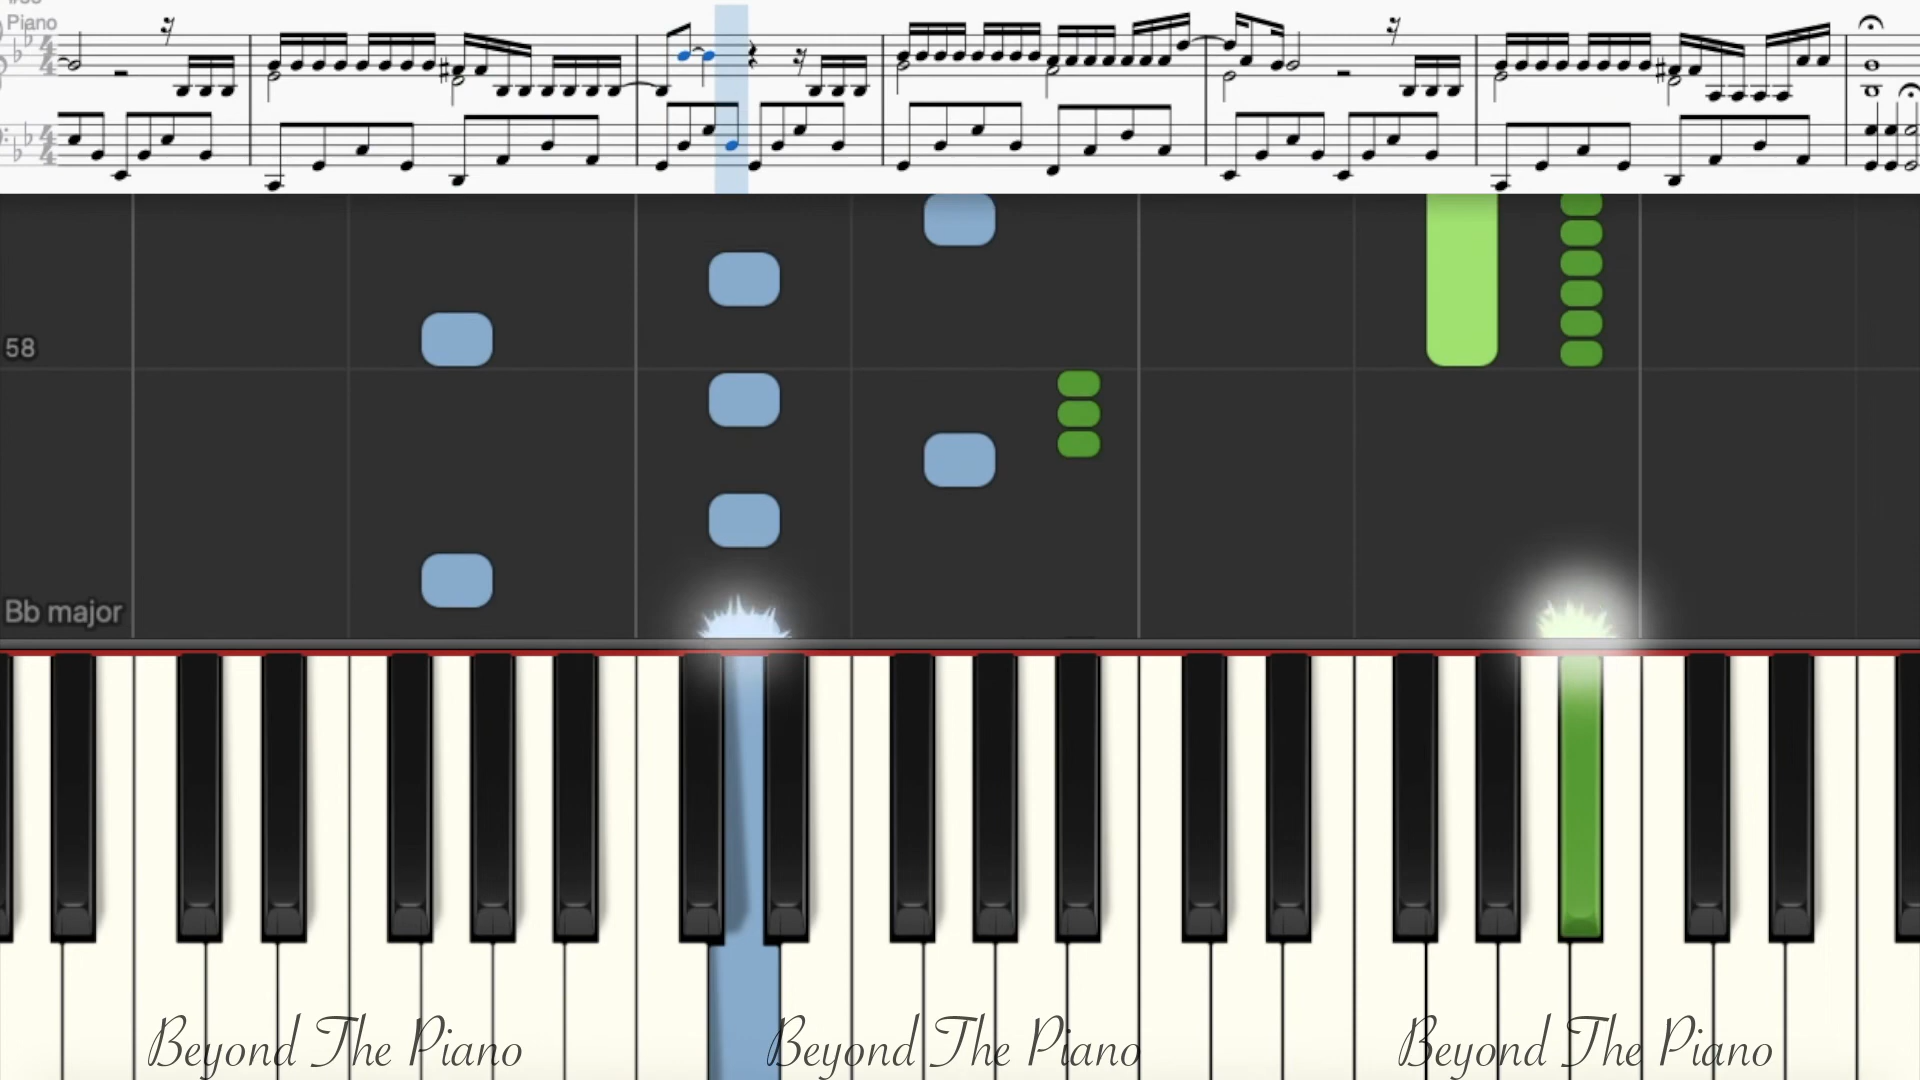 Piano
58
Bb major
Beyond The Piano Beyond The Piano Beyond The Piano